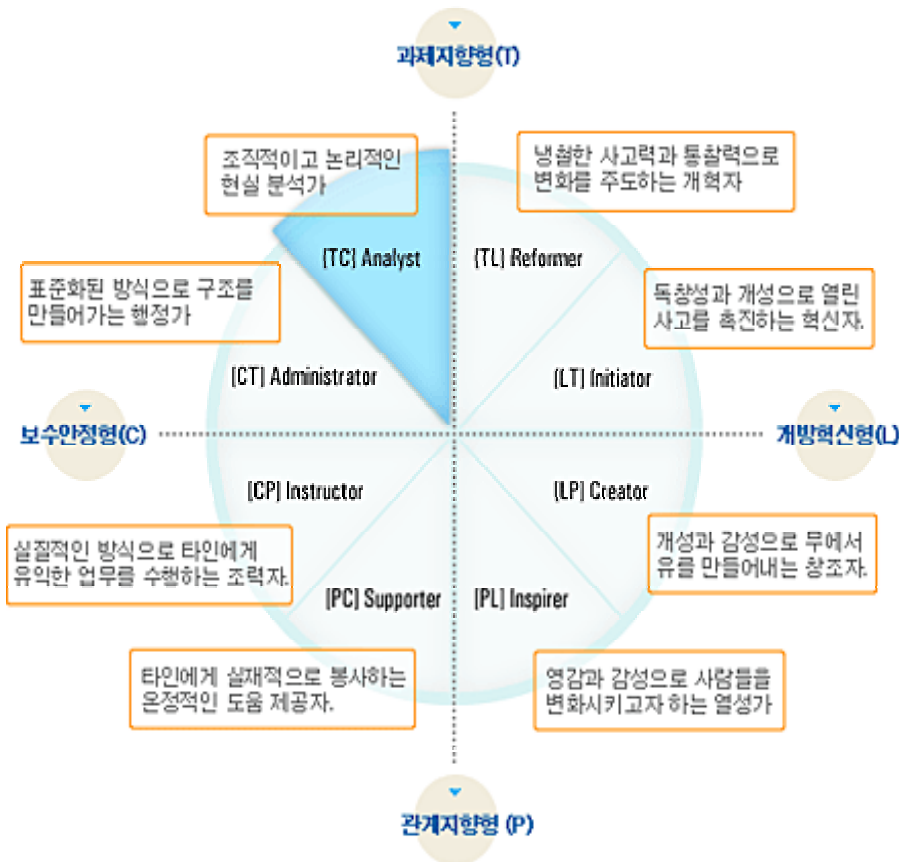 과제지향형(T)
조직적이고 논리적인
현실 분석가
냉철한 사고력과 통찰력으로
변화를 주도하는 개혁자
[TC] Analyst
[TL] Reformer
표준화된 방식으로 구조를
만들어가는 행정가
독창성과 개성으로 열린
사고를 촉진하는 혁신자.
[CT] Administrator
[LT] Initiator
보수안정형(C)
개방혁신형(L)
[CP] Instructor
[LP] Creator
실질적인 방식으로 타인에게
유익한 업무를 수행하는 조력자.
개성과 감성으로 무에서
유를 만들어내는 창조자.
[PC] Supporter
[PL] Inspirer
타인에게 실재적으로 봉사하는
온정적인 도움 제공자.
영감과 감성으로 사람들을
변화시키고자 하는 열성가
관계지향형 (P)